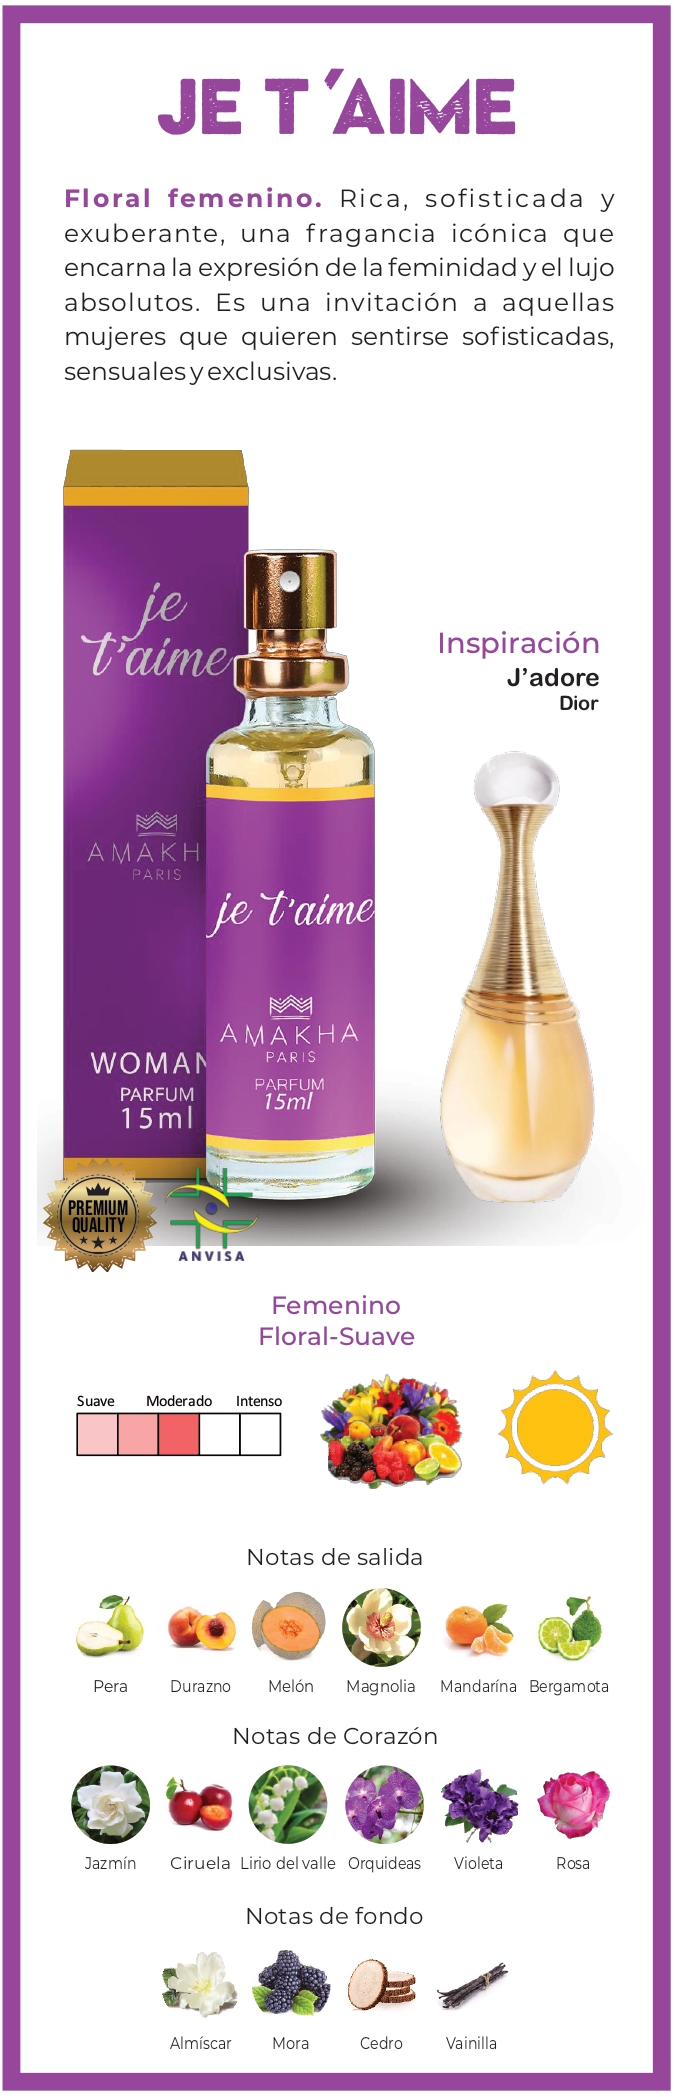 JE T'AIME
Floral femenino. Rica, sofisticada y
exuberante, una fragancia icónica que
encarna la expresión de la feminidad y el lujo
absolutos. Es una invitación a aquellas
mujeres que quieren sentirse sofisticadas,
sensuales y exclusivas.
je
t'aime
AMAKH
PARIS
WOMAN
PARFUM
15ml
je t'aime
AMAKHA
PARIS
PARFUM
15ml
Inspiración
J'adore
Dior
PREMIUM
QUALITY
ANVISA
Femenino
Floral-Suave
Suave Moderado Intenso
Notas de salida
Pera Durazno Melón Magnolia Mandarína Bergamota
Notas de Corazón
Jazmín Ciruela Lirio del valle Orquideas Violeta Rosa
Notas de fondo
Almíscar Mora Cedro Vainilla